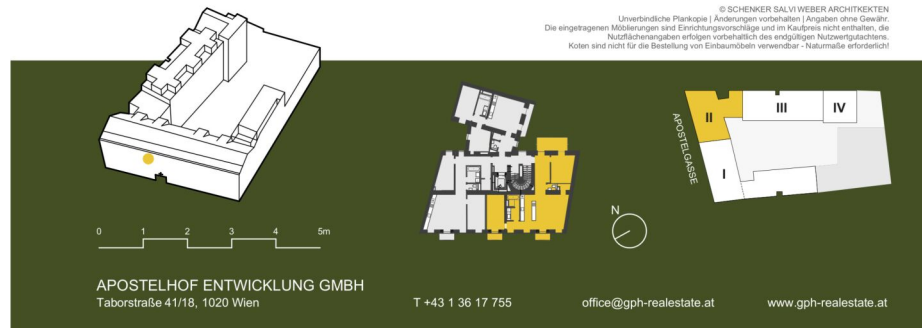 © SCHENKER SALVI WEBER ARCHITKEKTEN
Unverbindliche Plankopie | Änderungen vorbehalten | Angaben ohne Gewähr.
Die eingetragenen Möblierungen sind Einrichtungsvorschläge und im Kaufpreis nicht enthalten, die
Nutzflächenangaben erfolgen vorbehaltlich des endgültigen Nutzwertgutachtens.
Koten sind nicht für die Bestellung von Einbaumöbeln verwendbar - Naturmaße erforderlich!
II
III
IV
APOSTELGASSE
I
N
0 1 2 3 4 5m
APOSTELHOF ENTWICKLUNG GMBH
Taborstraße 41/18, 1020 Wien
T +43 1 36 17 755
office@gph-realestate.at
www.gph-realestate.at